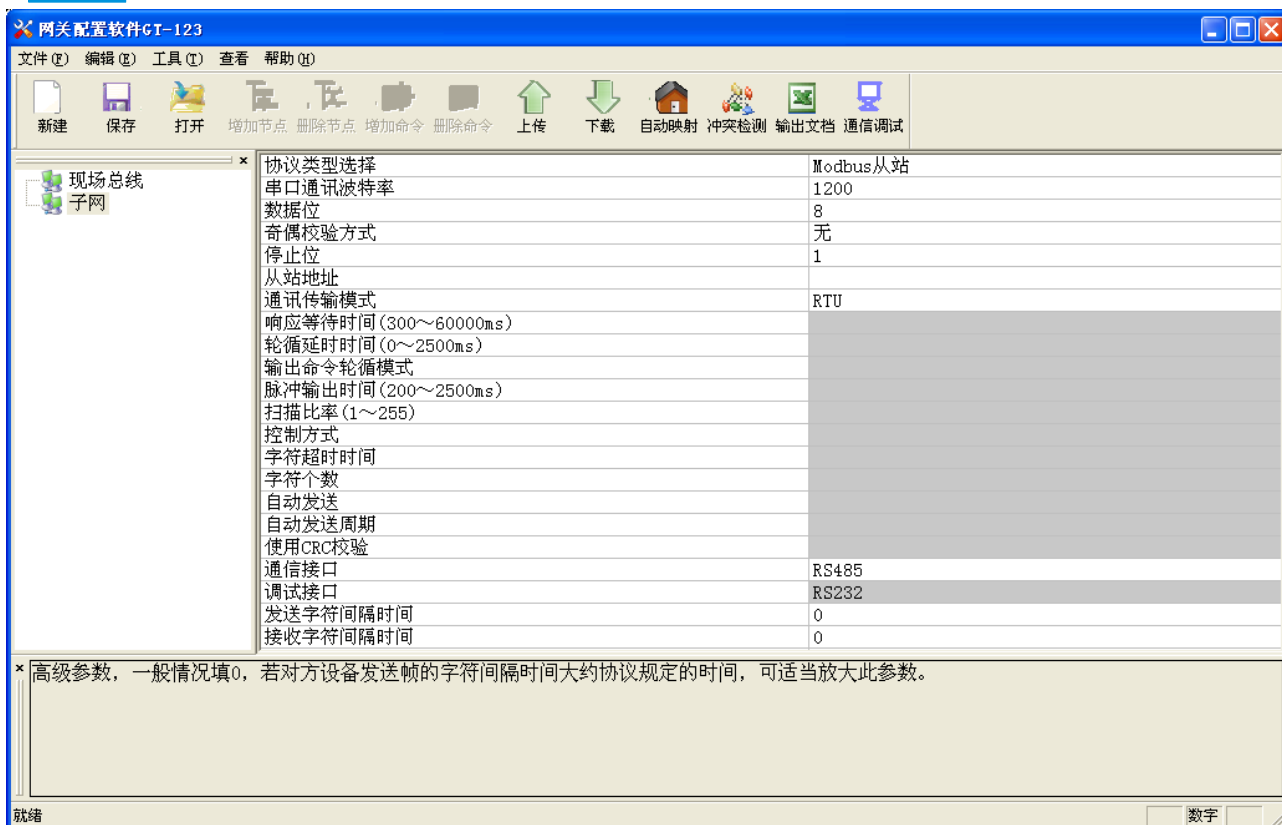 网关配置软件GT-123
文件(F) 编辑(E) 工具(T) 查看 帮助(H)
新建 保存 打开 增加节点 删除节点 增加命令 删除命令 上传 下载 自动映射 冲突检测 输出文档 通信调试
现场总线
子网
协议类型选择 Modbus从站
串口通讯波特率 1200
数据位 8
奇偶校验方式 无
停止位 1
从站地址
通讯传输模式 RTU
响应等待时间(300～60000ms)
轮循延时时间(0～2500ms)
输出命令轮循模式
脉冲输出时间(200～2500ms)
扫描比率(1～255)
控制方式
字符超时时间
字符个数
自动发送
自动发送周期
使用CRC校验
通信接口 RS485
调试接口 RS232
发送字符间隔时间 0
接收字符间隔时间 0
高级参数，一般情况填0，若对方设备发送帧的字符间隔时间大约协议规定的时间，可适当放大此参数。
就绪 数字